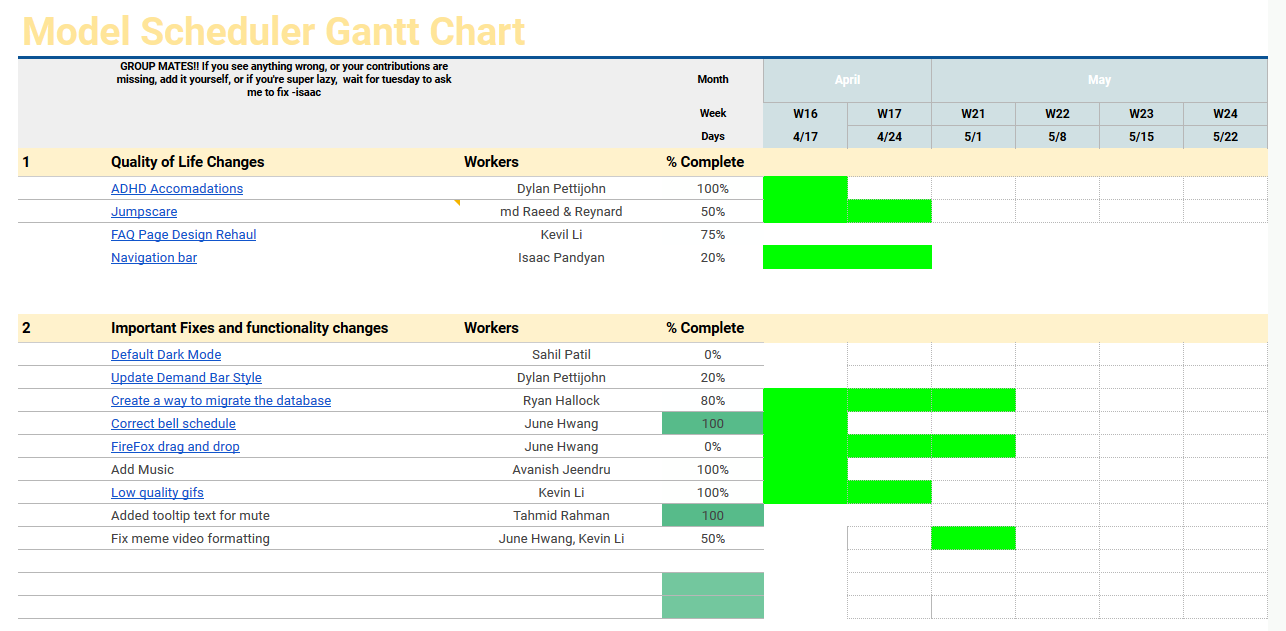 Model Scheduler Gantt Chart
GROUP MATES!! If you see anything wrong, or your contributions are
missing, add it yourself, or if you're super lazy, wait for tuesday to ask
me to fix -isaac
Month April May
Week W16 W17 W21 W22 W23 W24
Days 4/17 4/24 5/1 5/8 5/15 5/22
1 Quality of Life Changes Workers % Complete
ADHD Accomadations Dylan Pettijohn 100%
Jumpscare md Raeed & Reynard 50%
FAQ Page Design Rehaul Kevil Li 75%
Navigation bar Isaac Pandyan 20%
2 Important Fixes and functionality changes Workers % Complete
Default Dark Mode Sahil Patil 0%
Update Demand Bar Style Dylan Pettijohn 20%
Create a way to migrate the database Ryan Hallock 80%
Correct bell schedule June Hwang 100
FireFox drag and drop June Hwang 0%
Add Music Avanish Jeendru 100%
Low quality gifs Kevin Li 100%
Added tooltip text for mute Tahmid Rahman 100
Fix meme video formatting June Hwang, Kevin Li 50%